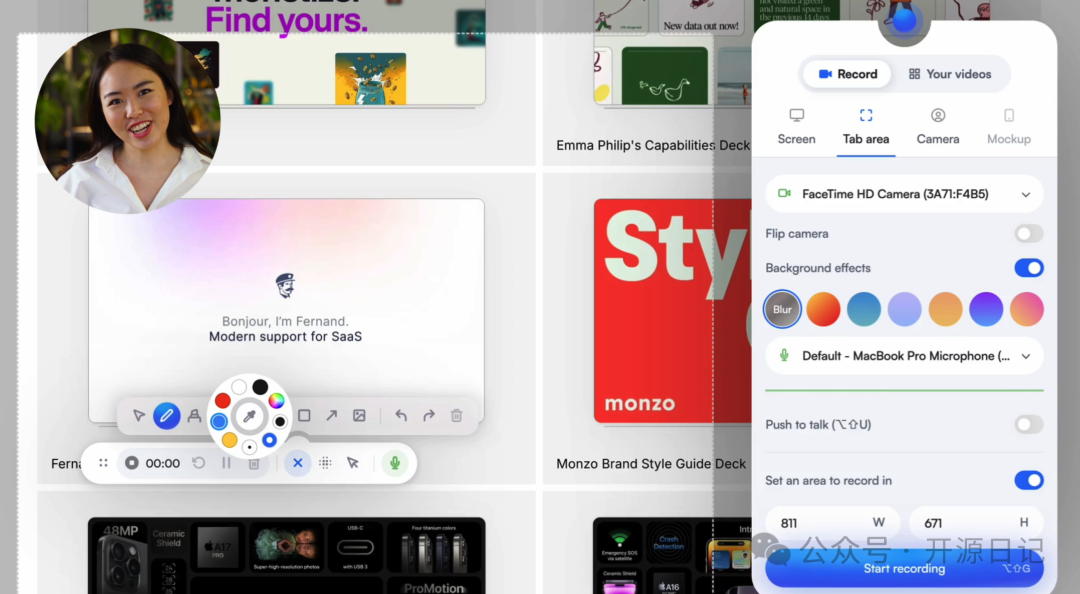 Monetize.
Find yours.
New data out now!
Emma Philip's Capabilities Deck
Bonjour, I'm Fernand.
Modern support for SaaS
Sty
monzo
00:00
Ferna
Monzo Brand Style Guide Deck
48MP
Ceramic
Shield
A17
PRO
Super-high-resolution photos
USB-C
with USB 3
Four titanium colors
ProMotion
Emergency SOS
via satellite
Crash
Detection
A16
Intr
Record
Your videos
Screen
Tab area
Camera
Mockup
FaceTime HD Camera (3A71:F4B5)
Flip camera
Background effects
Blur
Default - MacBook Pro Microphone (...
Push to talk (⌥⇧U)
Set an area to record in
811 W
671 H
Start recording ⌥⇧G
公众号 · 开源日记